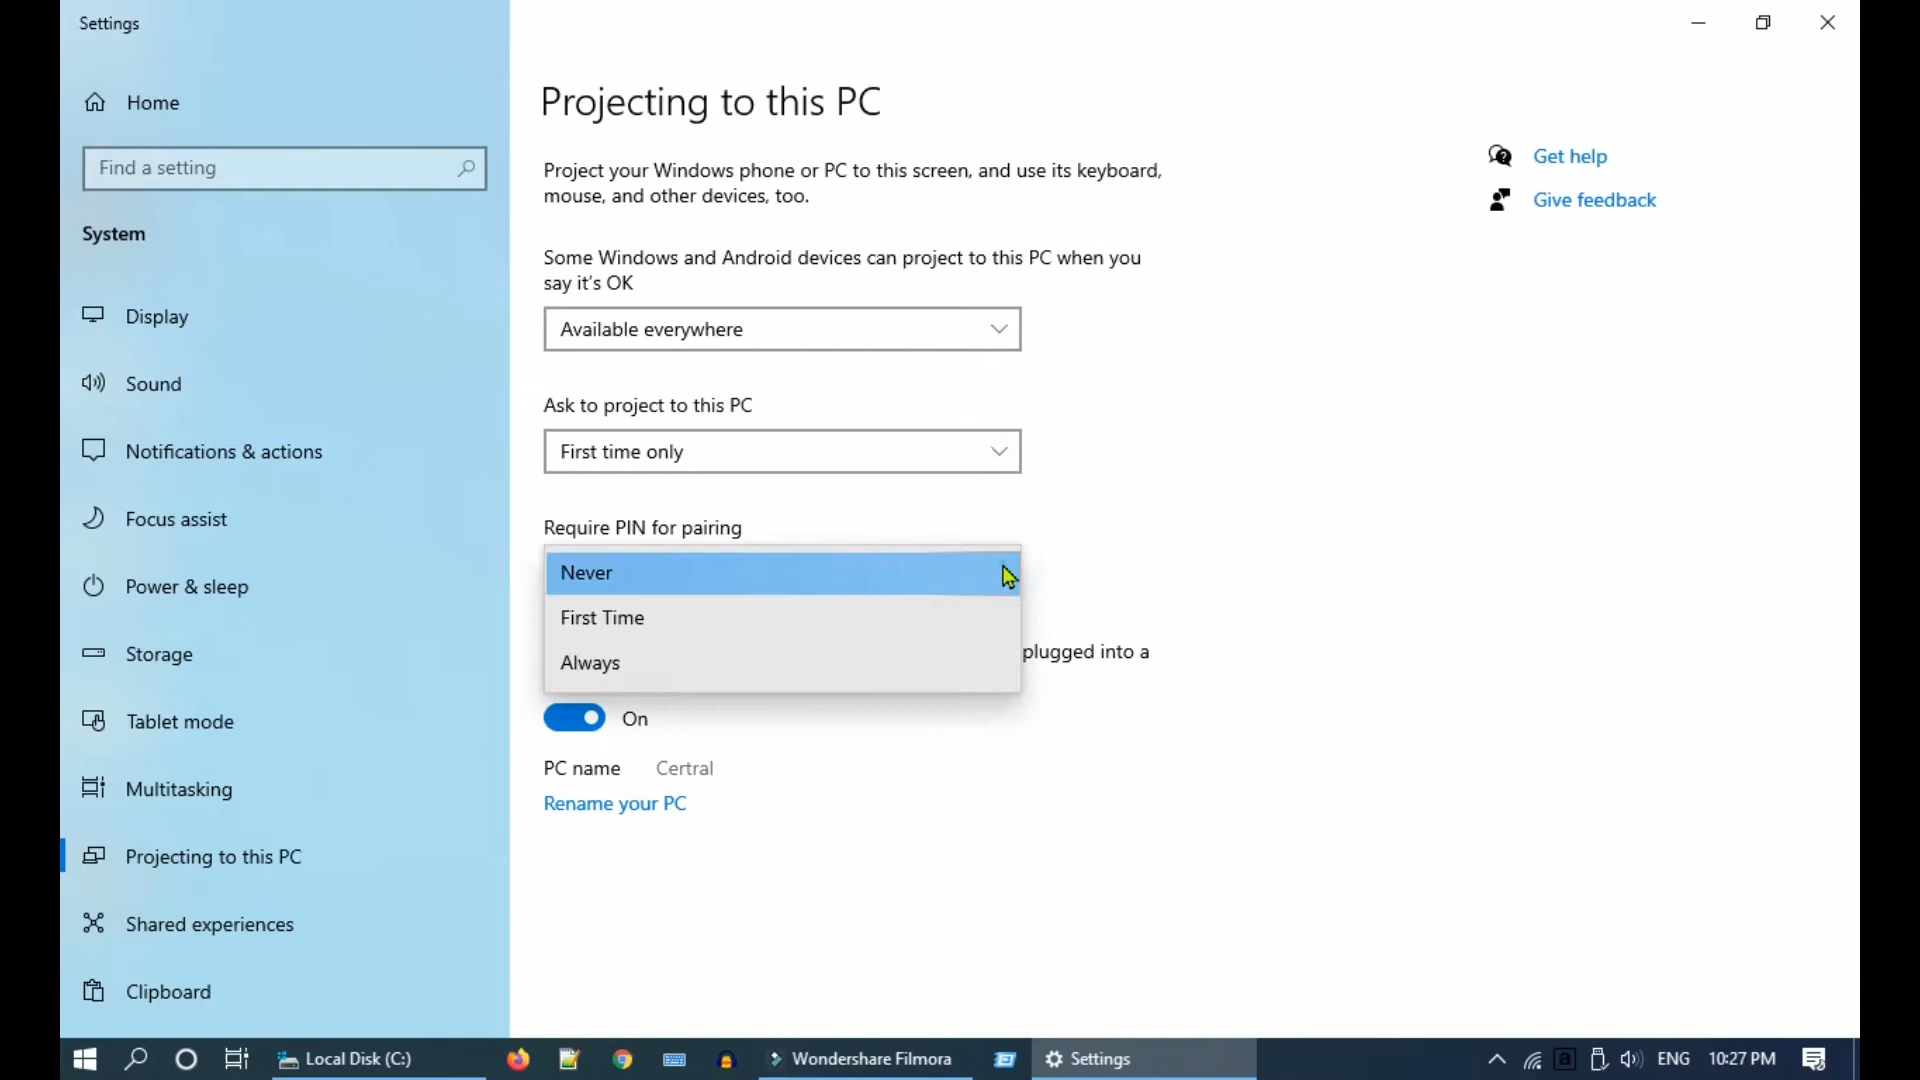 Settings
Home
Find a setting
System
Display
Sound
Notifications & actions
Focus assist
Power & sleep
Storage
Tablet mode
Multitasking
Projecting to this PC
Shared experiences
Clipboard
Projecting to this PC
Project your Windows phone or PC to this screen, and use its keyboard,
mouse, and other devices, too.
Some Windows and Android devices can project to this PC when you
say it's OK
Available everywhere
Ask to project to this PC
First time only
Require PIN for pairing
Never
First Time
Always
plugged into a
On
PC name Certral
Rename your PC
Get help
Give feedback
Local Disk (C:)
Wondershare Filmora
Settings
a
ENG
10:27 PM